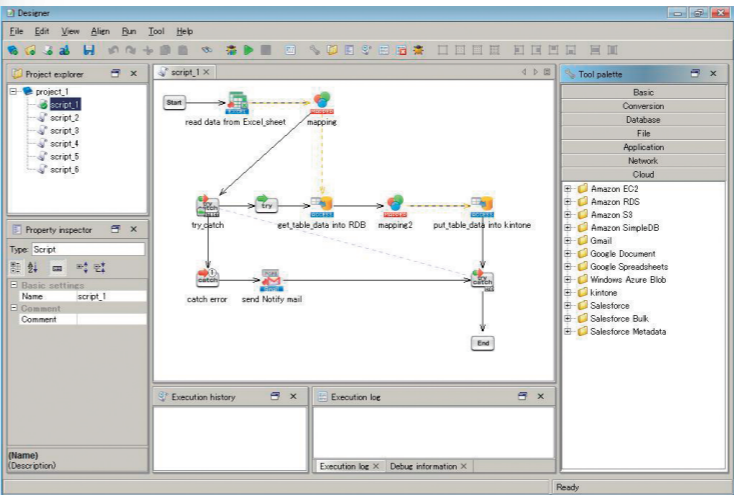 Designer
File Edit View Align Run Tool Help
Project explorer
project_1
script_1
script_2
script_3
script_4
script_5
script_6
Property inspector
Type: Script
Basic settings
Name script_1
Comment
Comment
(Name)
(Description)
script_1
Start
read data from Excel_sheet
mapping
try_catch
try
get_table_data into RDB
mapping2
put_table_data into kintone
catch
catch error
send Notify mail
try
catch
End
Execution history
Execution log
Execution log Debug information
Tool palette
Basic
Conversion
Database
File
Application
Network
Cloud
Amazon EC2
Amazon RDS
Amazon S3
Amazon SimpleDB
Gmail
Google Document
Google Spreadsheets
Windows Azure Blob
kintone
Salesforce
Salesforce Bulk
Salesforce Metadata
Ready